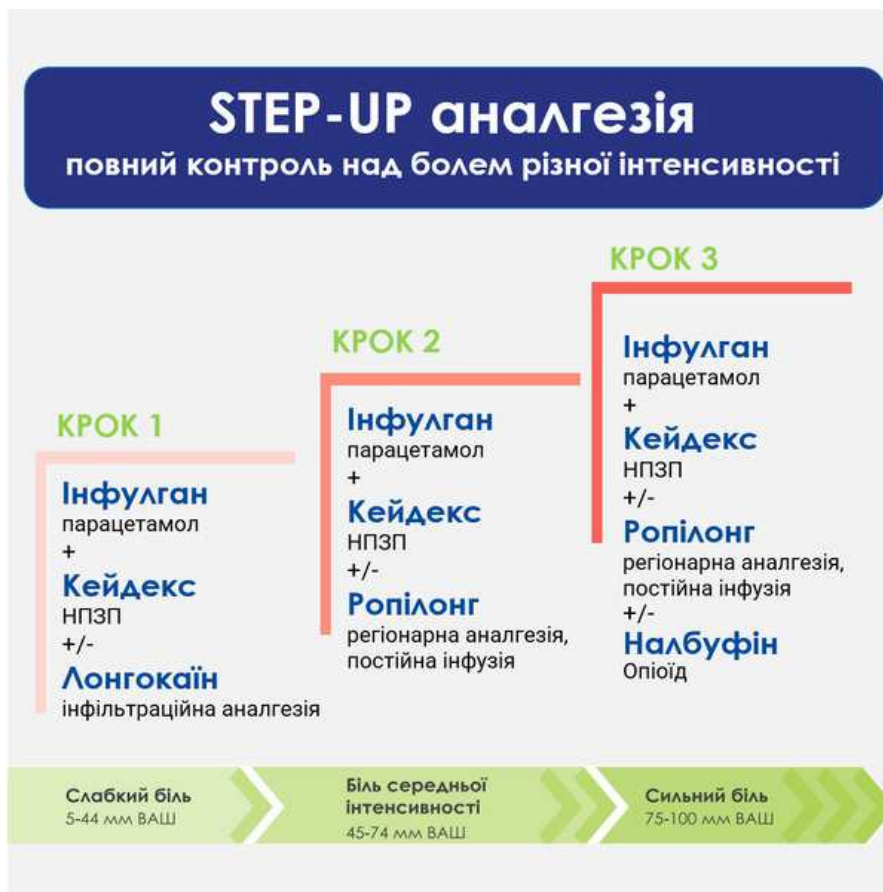 STEP-UP аналгезія
повний контроль над болем різної інтенсивності
КРОК 1
Інфулган
парацетамол
+
Кейдекс
НПЗП
+/-
Лонгокаїн
інфільтраційна аналгезія
КРОК 2
Інфулган
парацетамол
+
Кейдекс
НПЗП
+/-
Ропілонг
регіонарна аналгезія,
постійна інфузія
КРОК 3
Інфулган
парацетамол
+
Кейдекс
НПЗП
+/-
Ропілонг
регіонарна аналгезія,
постійна інфузія
+/-
Налбуфін
Опіоїд
Слабкий біль
5-44 мм ВАШ
Біль середньої
інтенсивності
45-74 мм ВАШ
Сильний біль
75-100 мм ВАШ